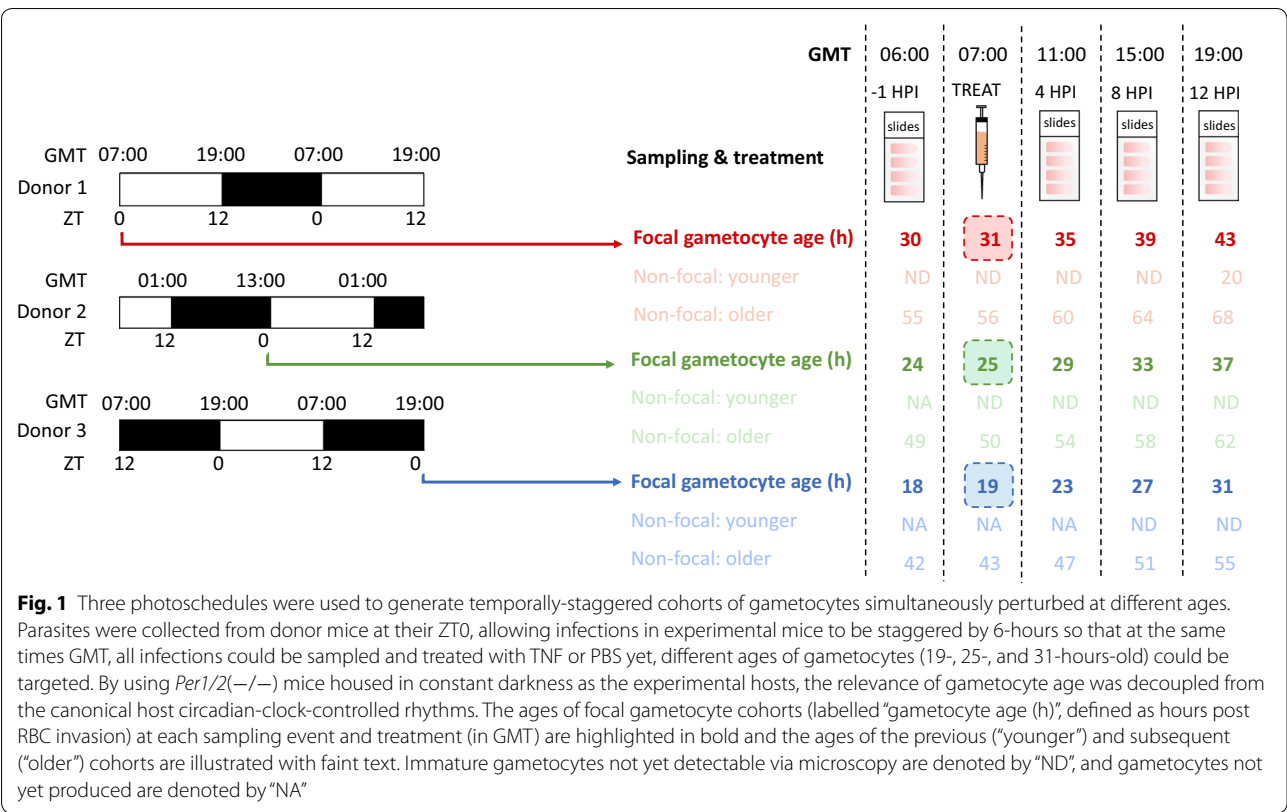 GMT 06:00 07:00 11:00 15:00 19:00
-1 HPI TREAT 4 HPI 8 HPI 12 HPI
slides slides slides slides
Sampling & treatment
GMT 07:00 19:00 07:00 19:00
Donor 1
ZT 0 12 0 12
Focal gametocyte age (h) 30 31 35 39 43
Non-focal: younger ND ND ND ND 20
Non-focal: older 55 56 60 64 68
GMT 01:00 13:00 01:00
Donor 2
ZT 12 0 12
Focal gametocyte age (h) 24 25 29 33 37
Non-focal: younger NA ND ND ND ND
Non-focal: older 49 50 54 58 62
GMT 07:00 19:00 07:00 19:00
Donor 3
ZT 12 0 12 0
Focal gametocyte age (h) 18 19 23 27 31
Non-focal: younger NA NA NA ND ND
Non-focal: older 42 43 47 51 55
Fig. 1 Three photoschedules were used to generate temporally-staggered cohorts of gametocytes simultaneously perturbed at different ages.
Parasites were collected from donor mice at their ZT0, allowing infections in experimental mice to be staggered by 6-hours so that at the same
times GMT, all infections could be sampled and treated with TNF or PBS yet, different ages of gametocytes (19-, 25-, and 31-hours-old) could be
targeted. By using Per1/2(−/−) mice housed in constant darkness as the experimental hosts, the relevance of gametocyte age was decoupled from
the canonical host circadian-clock-controlled rhythms. The ages of focal gametocyte cohorts (labelled “gametocyte age (h)”, defined as hours post
RBC invasion) at each sampling event and treatment (in GMT) are highlighted in bold and the ages of the previous (“younger”) and subsequent
(“older”) cohorts are illustrated with faint text. Immature gametocytes not yet detectable via microscopy are denoted by “ND”, and gametocytes not
yet produced are denoted by “NA”